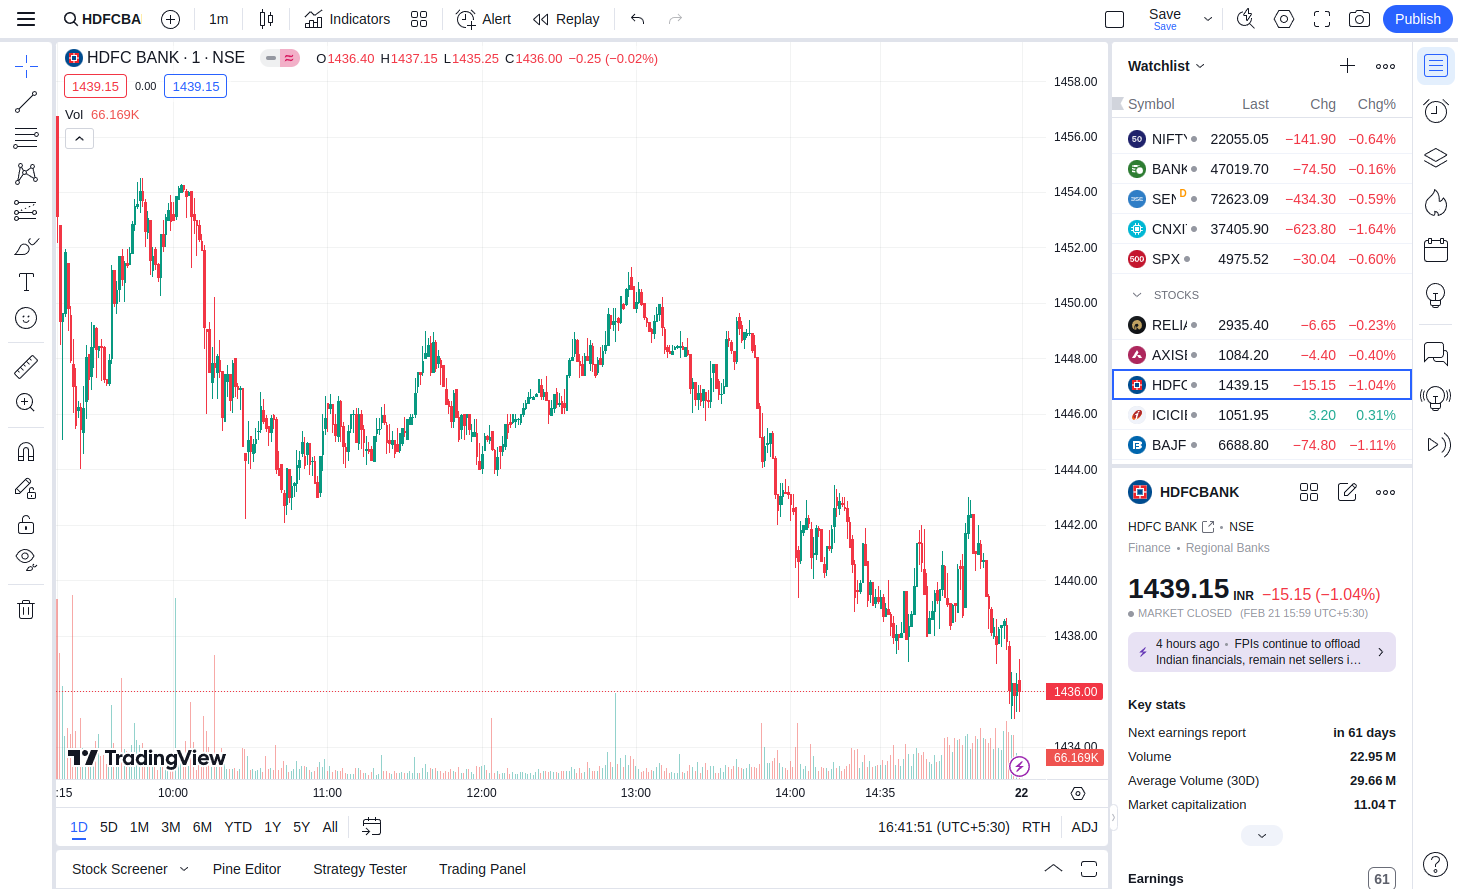 HDFCBA
1m
Indicators
Alert
Replay
Save
Save
Publish
HDFC BANK · 1 · NSE
O1436.40 H1437.15 L1435.25 C1436.00 −0.25 (−0.02%)
1439.15 0.00 1439.15
Vol 66.169K
1458.00
1456.00
1454.00
1452.00
1450.00
1448.00
1446.00
1444.00
1442.00
1440.00
1438.00
1436.00
1434.00
66.169K
TradingView
:15 10:00 11:00 12:00 13:00 14:00 14:35 22
1D 5D 1M 3M 6M YTD 1Y 5Y All
16:41:51 (UTC+5:30) RTH ADJ
Stock Screener Pine Editor Strategy Tester Trading Panel
Watchlist
Symbol Last Chg Chg%
50 NIFTY 22055.05 −141.90 −0.64%
BANK 47019.70 −74.50 −0.16%
SEN D 72623.09 −434.30 −0.59%
CNXI 37405.90 −623.80 −1.64%
500 SPX 4975.52 −30.04 −0.60%
STOCKS
RELIA 2935.40 −6.65 −0.23%
AXISE 1084.20 −4.40 −0.40%
HDFC 1439.15 −15.15 −1.04%
ICICIE 1051.95 3.20 0.31%
BAJF 6688.80 −74.80 −1.11%
HDFCBANK
HDFC BANK • NSE
Finance • Regional Banks
1439.15 INR −15.15 (−1.04%)
MARKET CLOSED (FEB 21 15:59 UTC+5:30)
4 hours ago • FPIs continue to offload
Indian financials, remain net sellers i…
Key stats
Next earnings report in 61 days
Volume 22.95 M
Average Volume (30D) 29.66 M
Market capitalization 11.04 T
Earnings 61